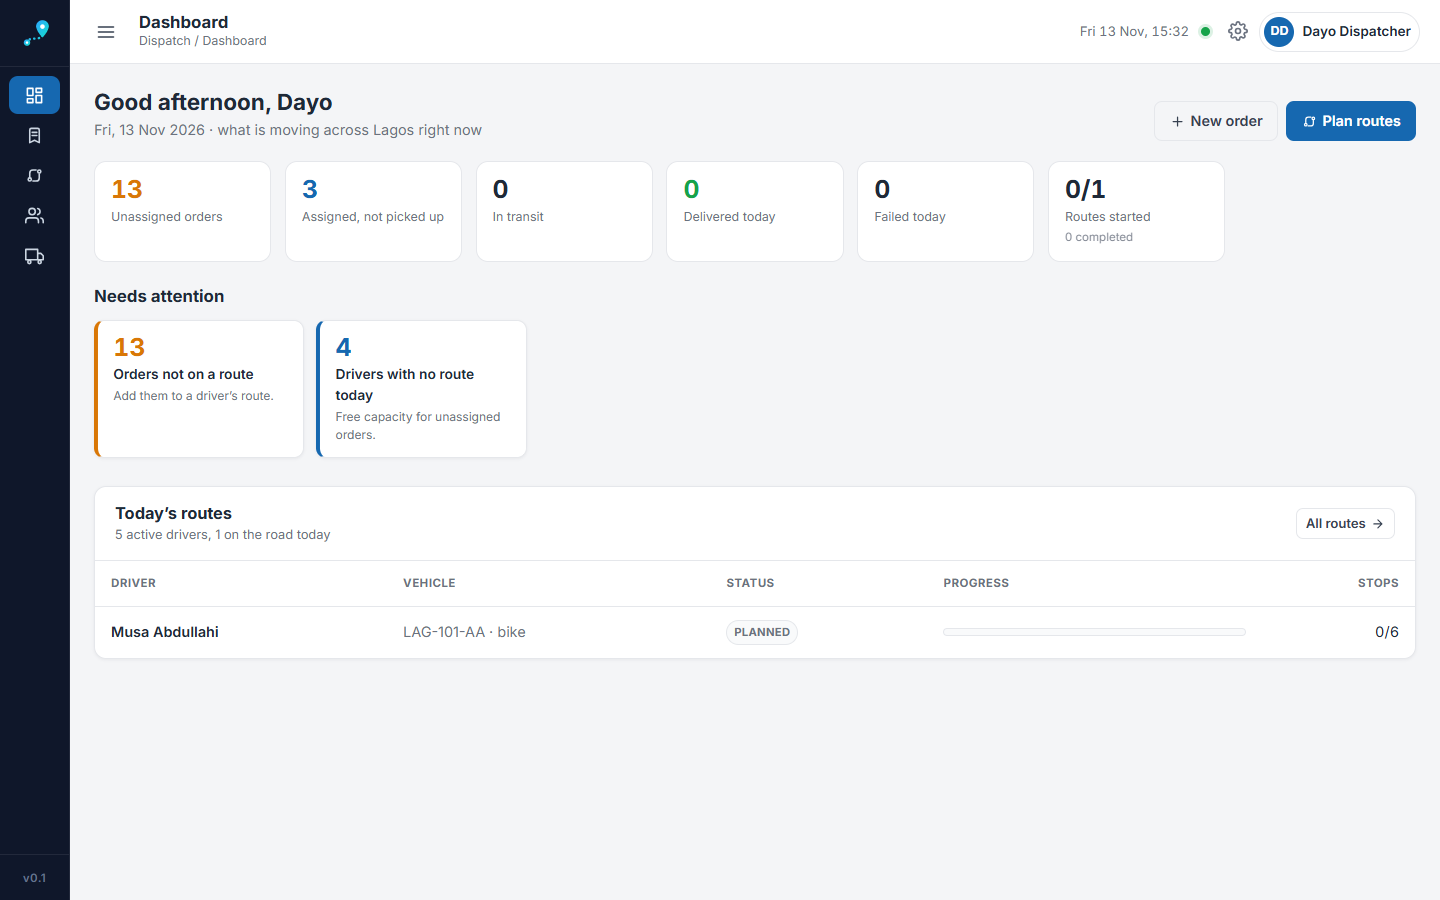 Dashboard
Dispatch / Dashboard
Fri 13 Nov, 15:32
DD
Dayo Dispatcher
Good afternoon, Dayo
Fri, 13 Nov 2026 · what is moving across Lagos right now
New order
Plan routes
13
Unassigned orders
3
Assigned, not picked up
0
In transit
0
Delivered today
0
Failed today
0/1
Routes started
0 completed
Needs attention
13
Orders not on a route
Add them to a driver’s route.
4
Drivers with no route
today
Free capacity for unassigned
orders.
Today’s routes
5 active drivers, 1 on the road today
All routes →
DRIVER VEHICLE STATUS PROGRESS STOPS
Musa Abdullahi LAG-101-AA · bike PLANNED 0/6
v0.1